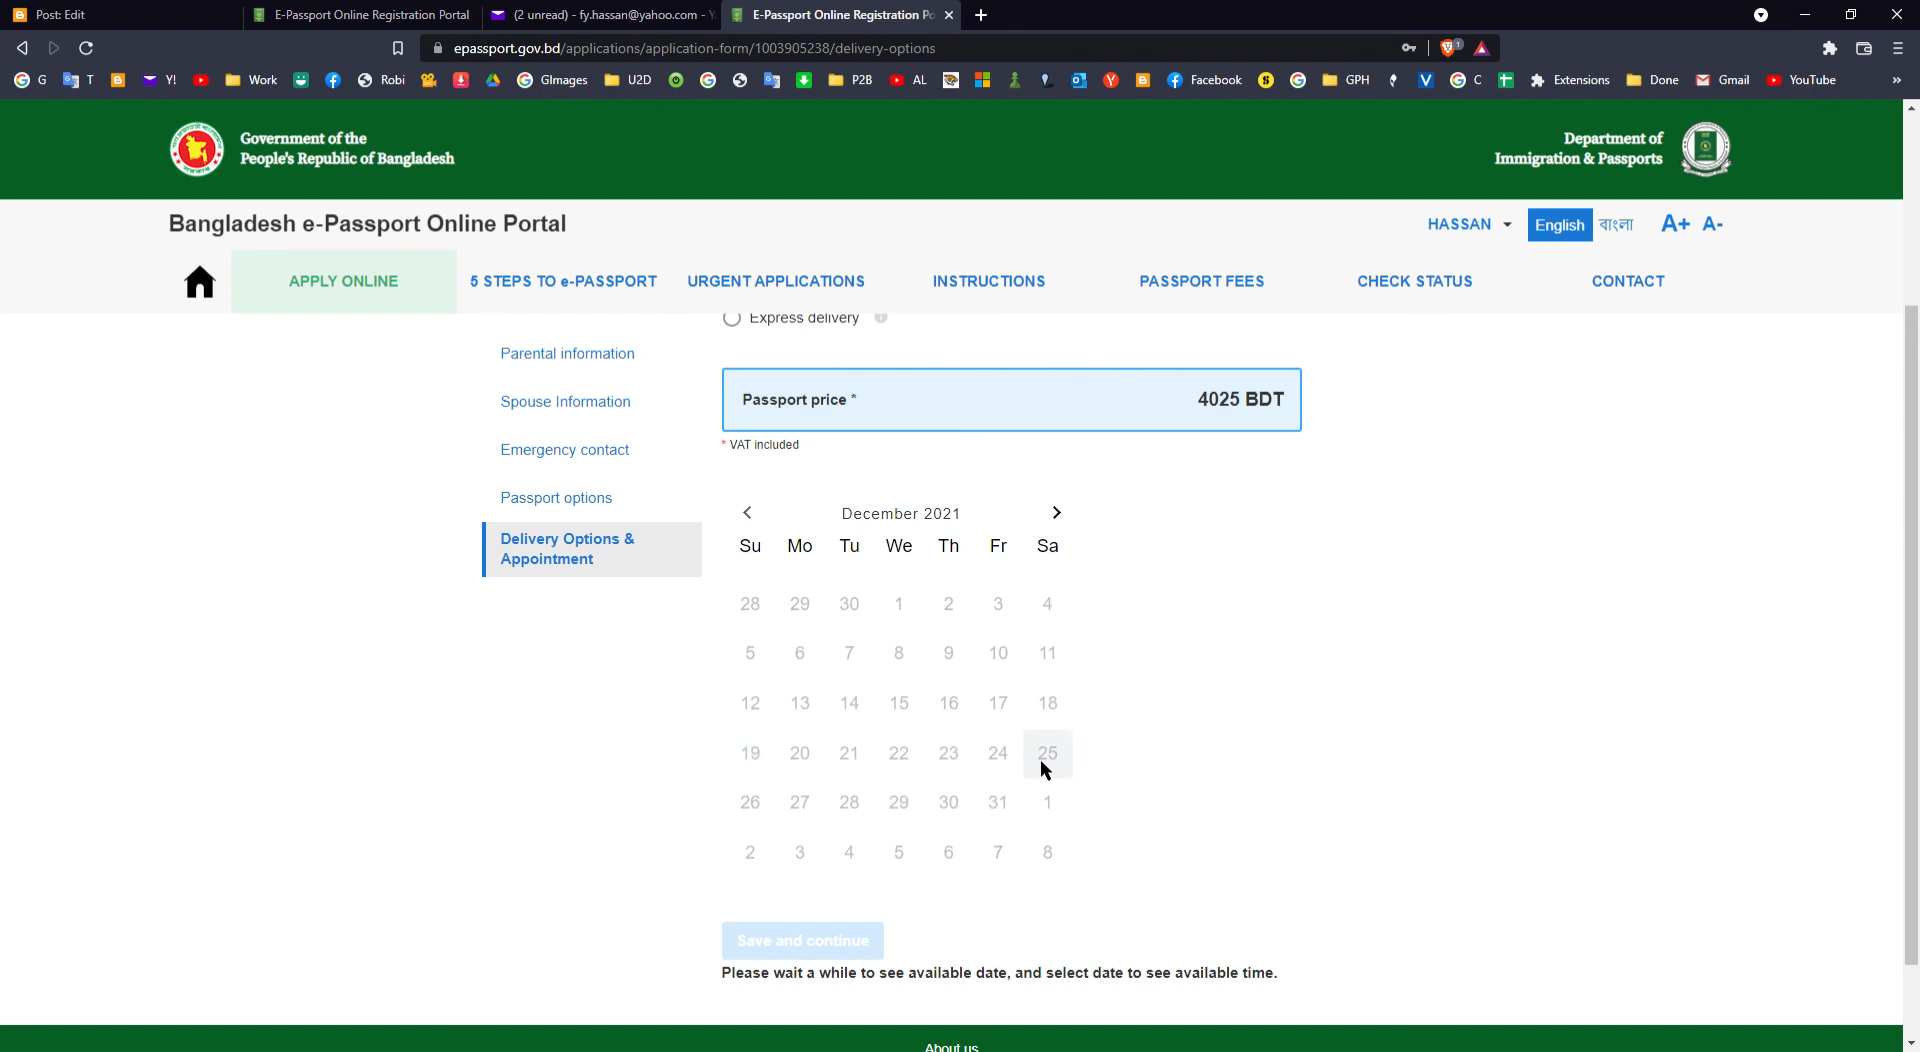 Post: Edit
E-Passport Online Registration Portal
(2 unread) - fy.hassan@yahoo.com - Y
E-Passport Online Registration Po
epassport.gov.bd/applications/application-form/1003905238/delivery-options
G T Y! Work Robi GImages U2D P2B AL Facebook GPH C Extensions Done Gmail YouTube »
Government of the
People's Republic of Bangladesh
Department of
Immigration & Passports
Bangladesh e-Passport Online Portal
HASSAN English বাংলা A+ A-
APPLY ONLINE 5 STEPS TO e-PASSPORT URGENT APPLICATIONS INSTRUCTIONS PASSPORT FEES CHECK STATUS CONTACT
Express delivery
Parental information
Spouse Information
Emergency contact
Passport options
Delivery Options &
Appointment
Passport price * 4025 BDT
* VAT included
December 2021
Su Mo Tu We Th Fr Sa
28 29 30 1 2 3 4
5 6 7 8 9 10 11
12 13 14 15 16 17 18
19 20 21 22 23 24 25
26 27 28 29 30 31 1
2 3 4 5 6 7 8
Save and continue
Please wait a while to see available date, and select date to see available time.
About us